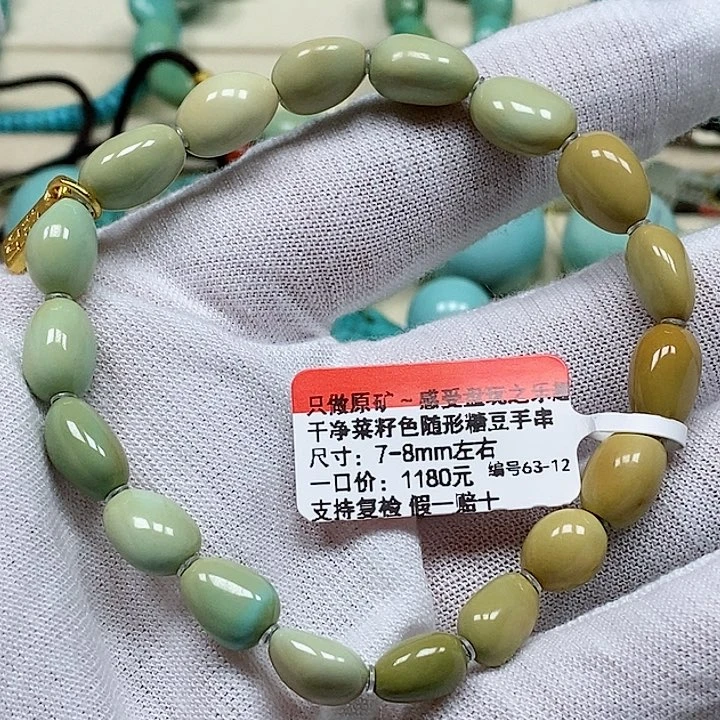 只做原矿~感受盘玩之乐趣
干净菜籽色随形糖豆手串
尺寸：7-8mm左右
一口价：1180元 编号63-12
支持复检 假一赔十